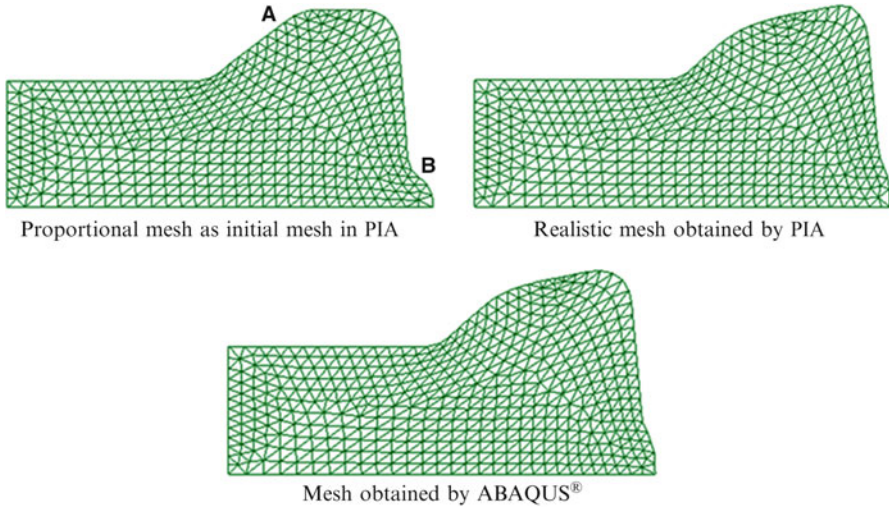 A
B
Proportional mesh as initial mesh in PIA
Realistic mesh obtained by PIA
Mesh obtained by ABAQUS®